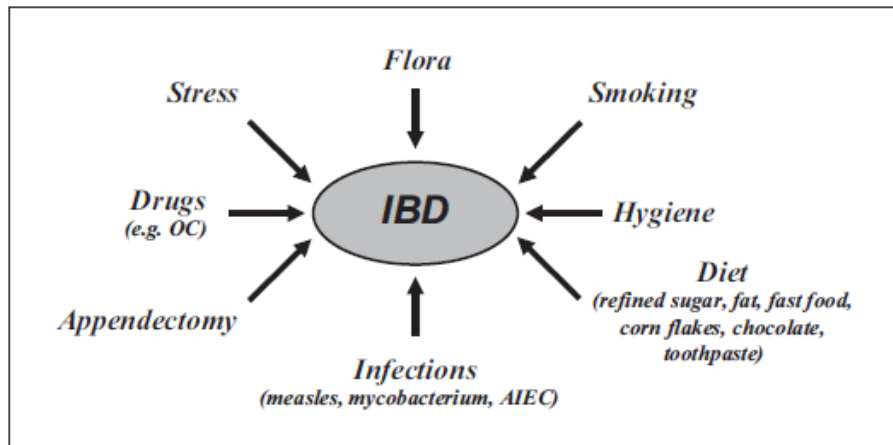 Flora
Stress
Smoking
Drugs
(e.g. OC)
IBD
Hygiene
Diet
(refined sugar, fat, fast food,
corn flakes, chocolate,
toothpaste)
Appendectomy
Infections
(measles, mycobacterium, AIEC)